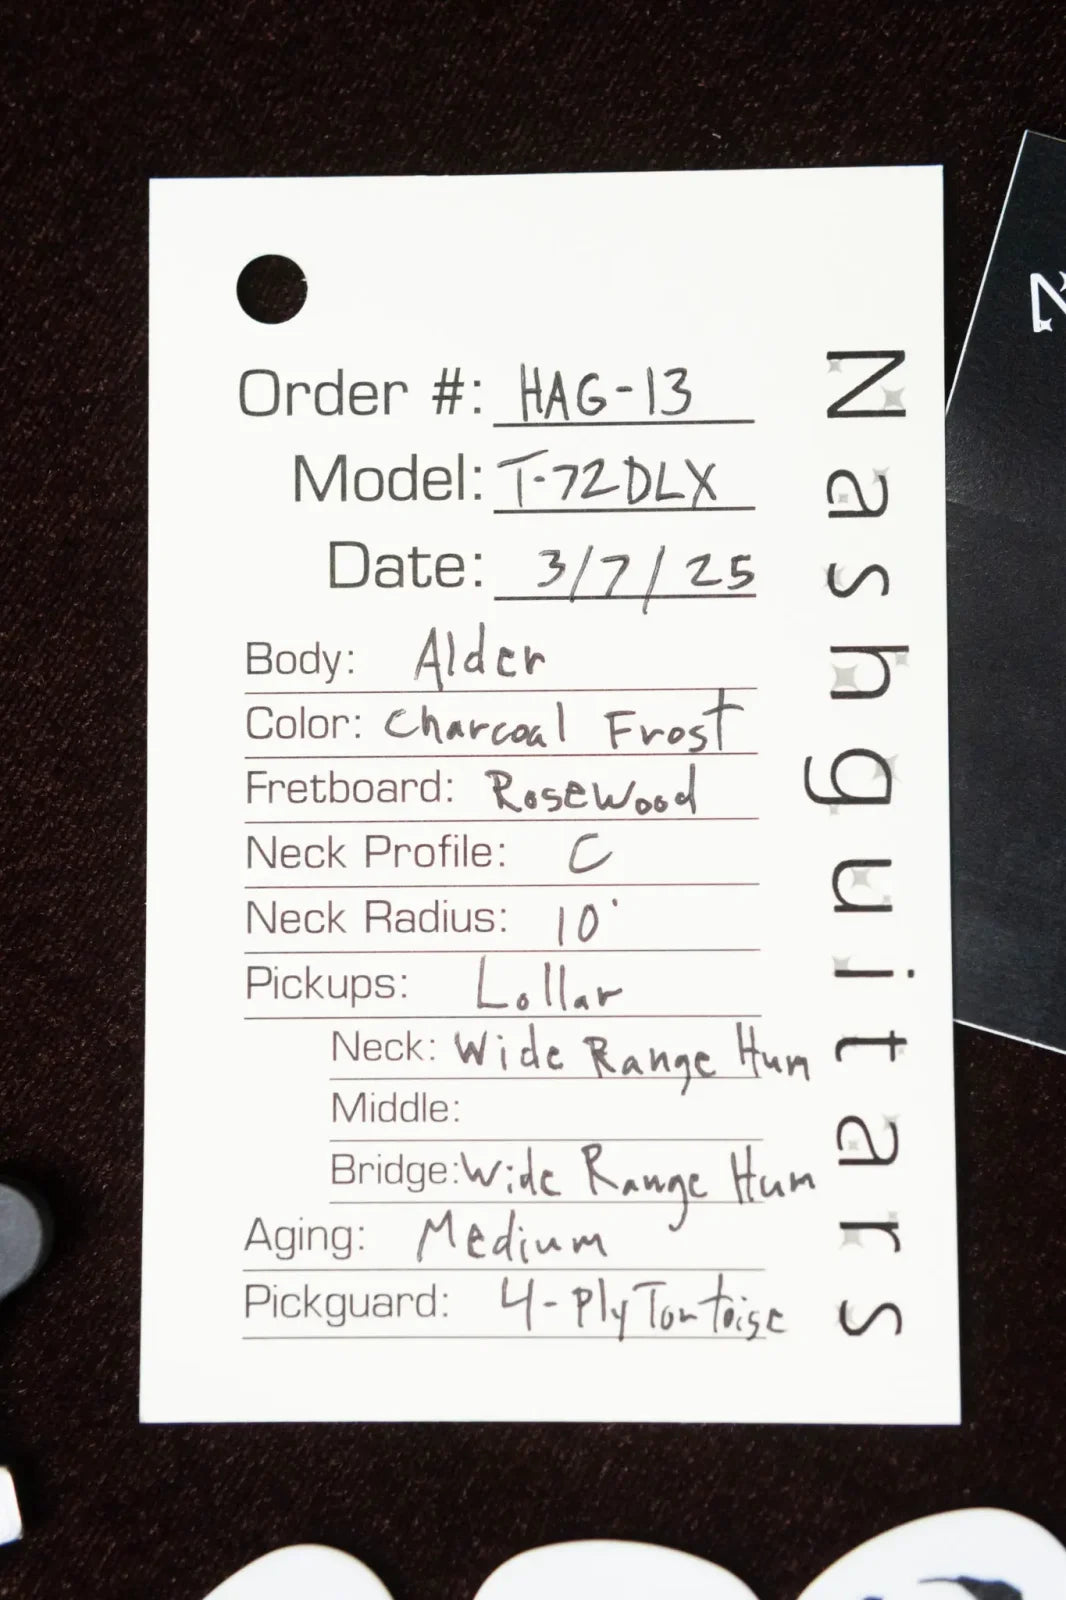 Order #: HAG-13
Model: T-72DLX
Date: 3/7/25
Body: Alder
Color: Charcoal Frost
Fretboard: Rosewood
Neck Profile: C
Neck Radius: 10"
Pickups: Lollar
Neck: Wide Range Hum
Middle:
Bridge: Wide Range Hum
Aging: Medium
Pickguard: 4-Ply Tortoise
Nashguitars
N